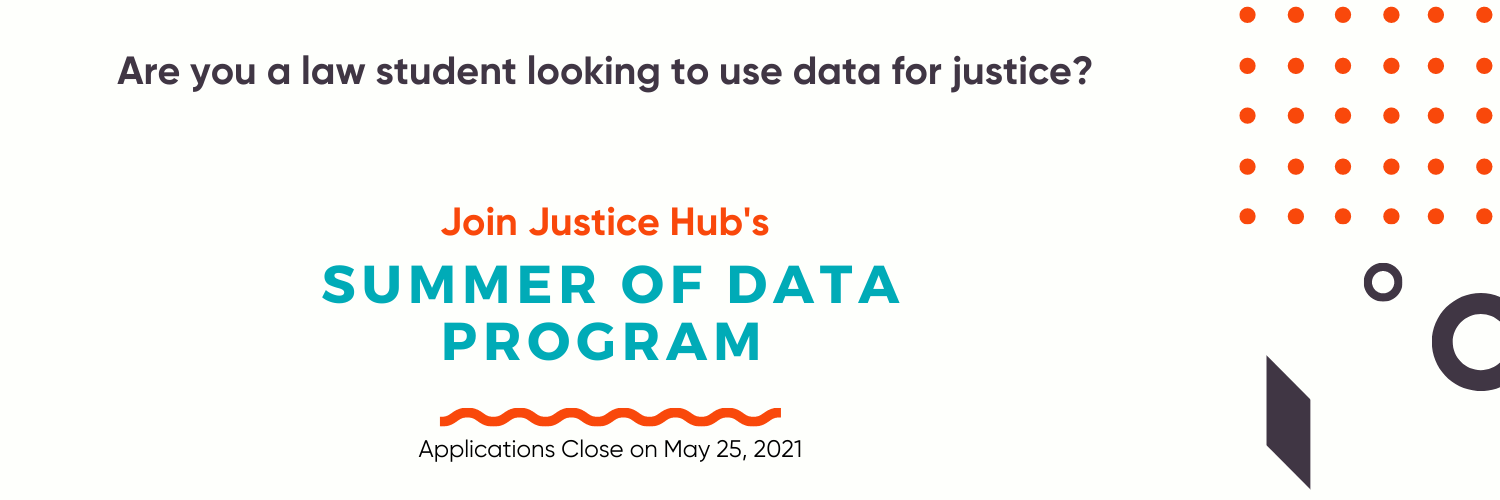 Are you a law student looking to use data for justice?
Join Justice Hub's
SUMMER OF DATA
PROGRAM
Applications Close on May 25, 2021